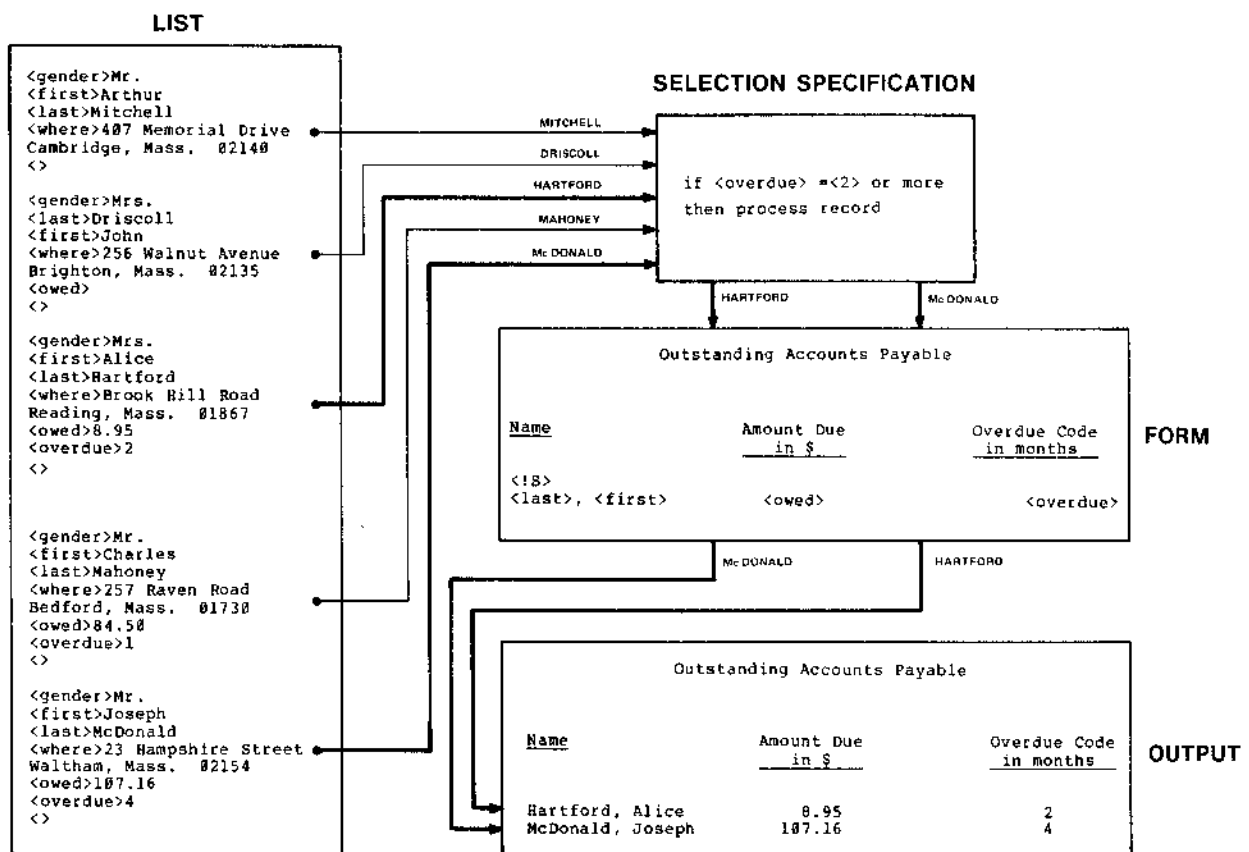 LIST
<gender>Mr.
<first>Arthur
<last>Mitchell
<where>407 Memorial Drive
Cambridge, Mass. 02140
<>
<gender>Mrs.
<last>Driscoll
<first>John
<where>256 Walnut Avenue
Brighton, Mass. 02135
<owed>
<>
<gender>Mrs.
<first>Alice
<last>Hartford
<where>Brook Hill Road
Reading, Mass. 01867
<owed>8.95
<overdue>2
<>
<gender>Mr.
<first>Charles
<last>Mahoney
<where>257 Raven Road
Bedford, Mass. 01730
<owed>84.50
<overdue>1
<>
<gender>Mr.
<first>Joseph
<last>McDonald
<where>23 Hampshire Street
Waltham, Mass. 02154
<owed>107.16
<overdue>4
<>
MITCHELL
DRISCOLL
HARTFORD
MAHONEY
McDONALD
SELECTION SPECIFICATION
if <overdue> =<2> or more
then process record
HARTFORD
McDONALD
Outstanding Accounts Payable
Name Amount Due Overdue Code
in $ in months
<!S>
<last>, <first> <owed> <overdue>
FORM
McDONALD
HARTFORD
Outstanding Accounts Payable
Name Amount Due Overdue Code
in $ in months
Hartford, Alice 8.95 2
McDonald, Joseph 107.16 4
OUTPUT